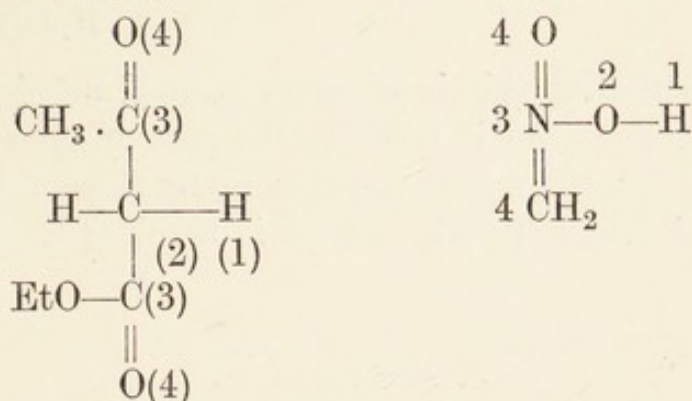 O(4) 4 O
2 1
CH₃ . C(3) 3 N—O—H
H—C—H 4 CH₂
(2) (1)
EtO—C(3)
O(4)